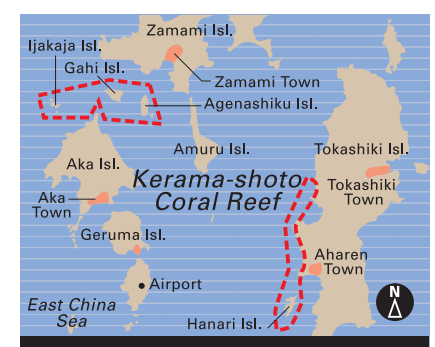 Zamami Isl.
Ijakaja Isl.
Gahi Isl.
Zamami Town
Agenashiku Isl.
Amuru Isl.
Tokashiki Isl.
Aka Isl.
Kerama-shoto
Coral Reef
Tokashiki
Town
Aka
Town
Geruma Isl.
Aharen
Town
Airport
East China
Sea
Hanari Isl.
N